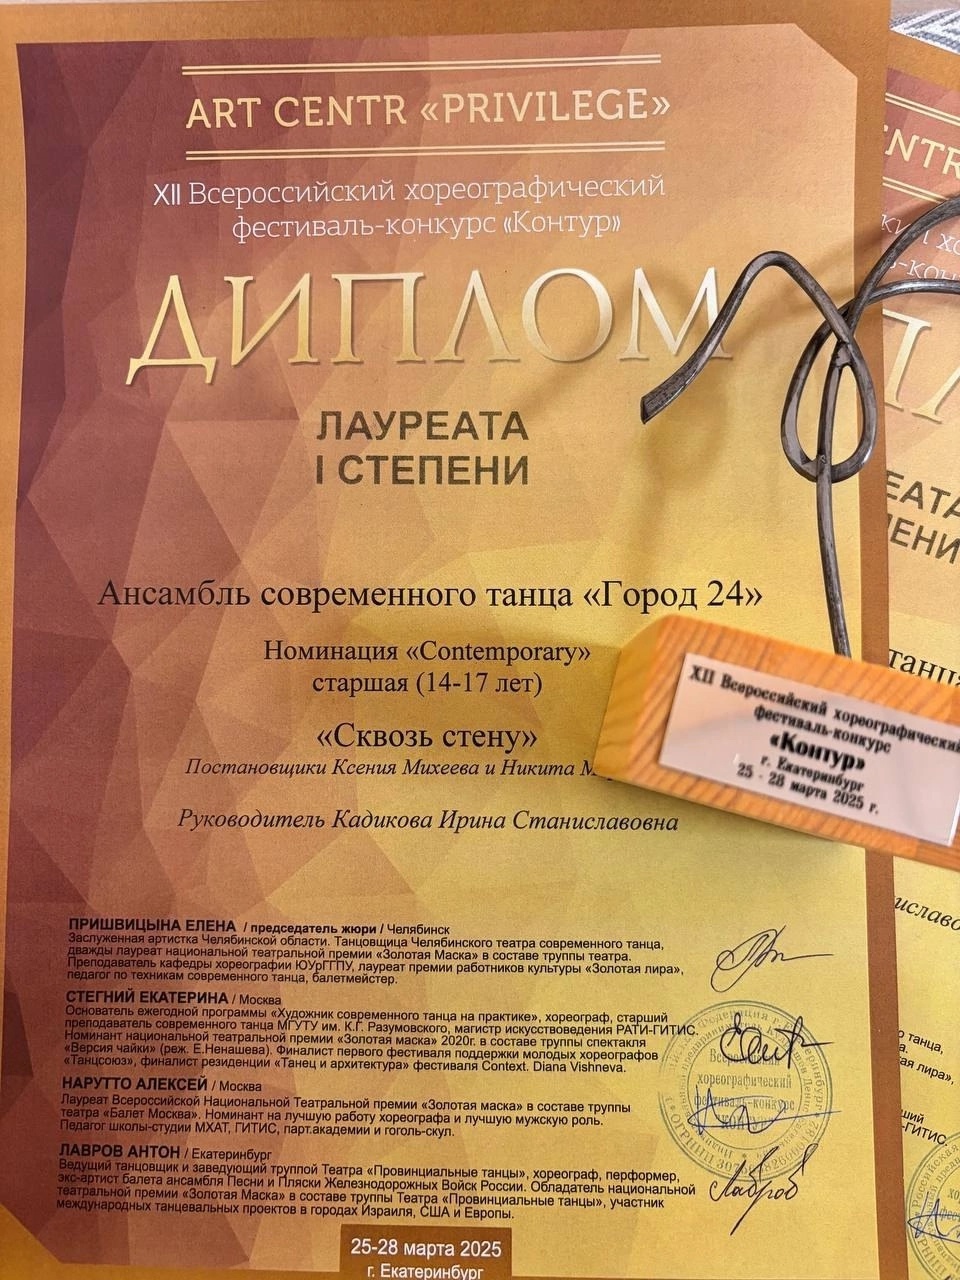 ART CENTR «PRIVILEGE»
XII Всероссийский хореографический
фестиваль-конкурс «Контур»
ДИПЛОМ
ЛАУРЕАТА
I СТЕПЕНИ
Ансамбль современного танца «Город 24»
Номинация «Contemporary»
старшая (14-17 лет)
«Сквозь стену»
Постановщики Ксения Михеева и Никита
Руководитель Кадикова Ирина Станиславовна
ПРИШВИЦЫНА ЕЛЕНА / председатель жюри / Челябинск
Заслуженная артистка Челябинской области. Танцовщица Челябинского театра современного танца,
дважды лауреат национальной театральной премии «Золотая Маска» в составе труппы театра.
Преподаватель кафедры хореографии ЮУрГГПУ, лауреат премии работников культуры «Золотая лира»,
педагог по техникам современного танца, балетмейстер.
СТЕГНИЙ ЕКАТЕРИНА / Москва
Основатель ежегодной программы «Художник современного танца на практике», хореограф, старший
преподаватель современного танца МГУТУ им. К.Г. Разумовского, магистр искусствоведения РАТИ-ГИТИС.
Номинант национальной театральной премии «Золотая маска» 2020г. в составе труппы спектакля
«Версия чайки» (реж. Е.Ненашева). Финалист первого фестиваля поддержки молодых хореографов
«Танцсоюз», финалист резиденции «Танец и архитектура» фестиваля Context. Diana Vishneva.
НАРУТТО АЛЕКСЕЙ / Москва
Лауреат Всероссийской Национальной Театральной премии «Золотая маска» в составе труппы
театра «Балет Москва». Номинант на лучшую работу хореографа и лучшую мужскую роль.
Педагог школы-студии МХАТ, ГИТИС, парт.академии и гоголь-скул.
ЛАВРОВ АНТОН / Екатеринбург
Ведущий танцовщик и заведующий труппой Театра «Провинциальные танцы», хореограф, перформер,
экс-артист балета ансамбля Песни и Пляски Железнодорожных Войск России. Обладатель национальной
театральной премии «Золотая Маска» в составе труппы Театра «Провинциальные танцы», участник
международных танцевальных проектов в городах Израиля, США и Европы.
25-28 марта 2025
г. Екатеринбург
XII Всероссийский хореографический
фестиваль-конкурс
«Контур»
г. Екатеринбург
25 - 28 марта 2025 г.
Всероссийский
хореографический
фестиваль-конкурс